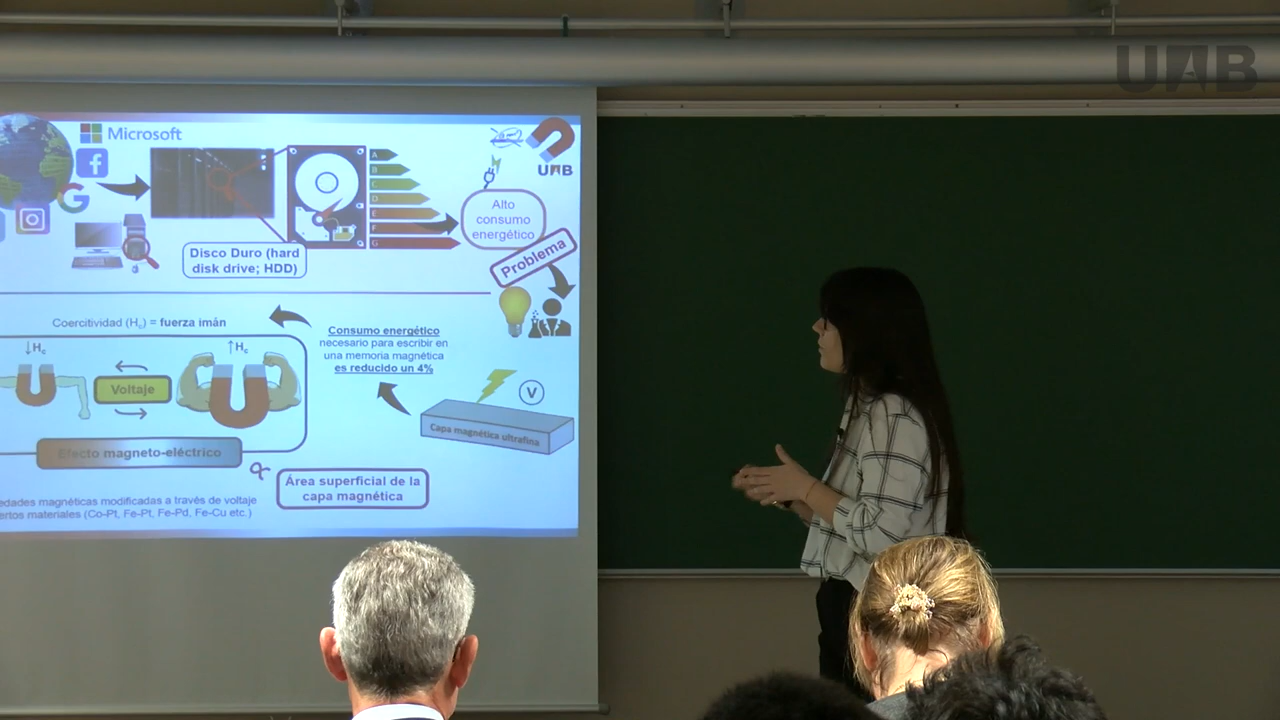 UAB
Microsoft
UAB
A
B
C
D
E
F
G
Alto
consumo
energético
Disco Duro (hard
disk drive; HDD)
Problema
Coercitividad (Hc) = fuerza imán
Consumo energético
necesario para escribir en
una memoria magnética
es reducido un 4%
↓Hc
↑Hc
Voltaje
V
Capa magnética ultrafina
Efecto magneto-eléctrico
α
Área superficial de la
capa magnética
magnéticas modificadas a través de voltaje
materiales (Co-Pt, Fe-Pt, Fe-Pd, Fe-Cu etc.)